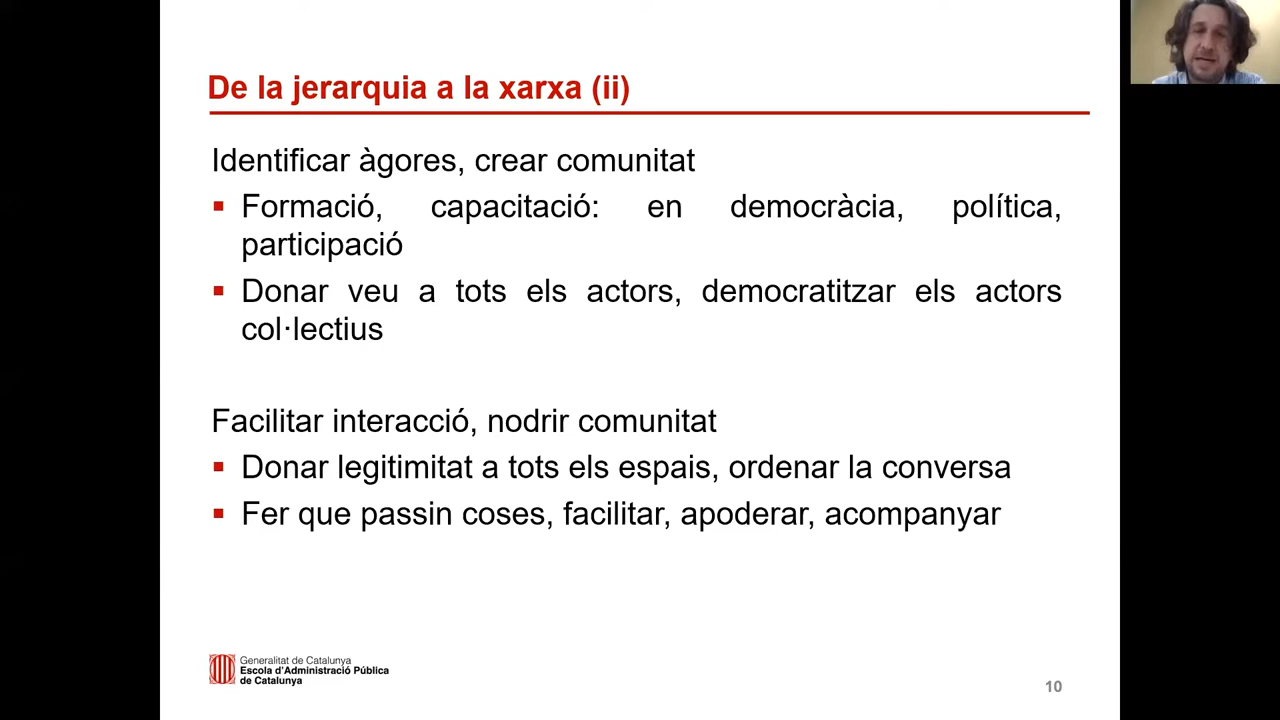 De la jerarquia a la xarxa (ii)
Identificar àgores, crear comunitat
▪ Formació, capacitació: en democràcia, política,
participació
▪ Donar veu a tots els actors, democratitzar els actors
col·lectius
Facilitar interacció, nodrir comunitat
▪ Donar legitimitat a tots els espais, ordenar la conversa
▪ Fer que passin coses, facilitar, apoderar, acompanyar
Generalitat de Catalunya
Escola d'Administració Pública
de Catalunya
10